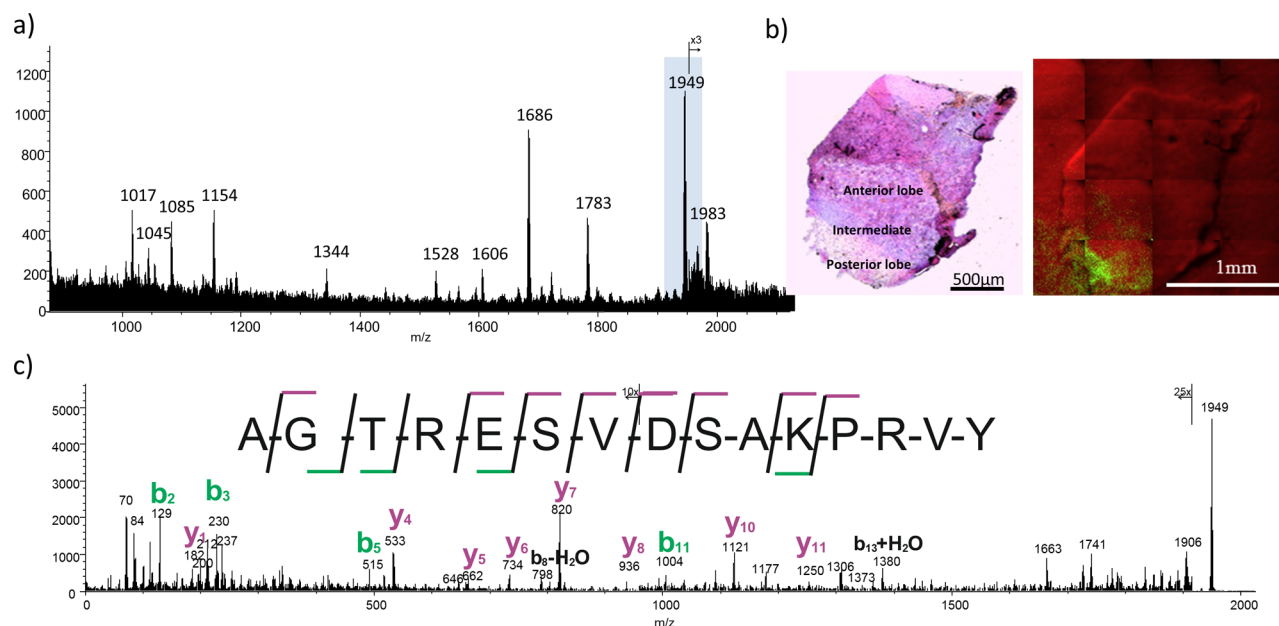 a)
x3
1200
1000
800
600
400
200
0
1017
1045
1085
1154
1344
1528
1606
1686
1783
1949
1983
1000
1200
1400
1600
1800
2000
m/z
b)
Anterior lobe
Intermediate
Posterior lobe
500µm
1mm
c)
5000
4000
3000
2000
1000
0
10x
25x
A-G-T-R-E-S-V-D-S-A-K-P-R-V-Y
70
84
b2
129
y1
182
200
212
b3
230
237
b5
515
y4
533
646
y5
662
y6
734
b8-H2O
798
y7
820
y8
936
b11
1004
y10
1121
1177
y11
1250
1306
1373
b13+H2O
1380
1663
1741
1906
1949
0
500
1000
1500
2000
m/z